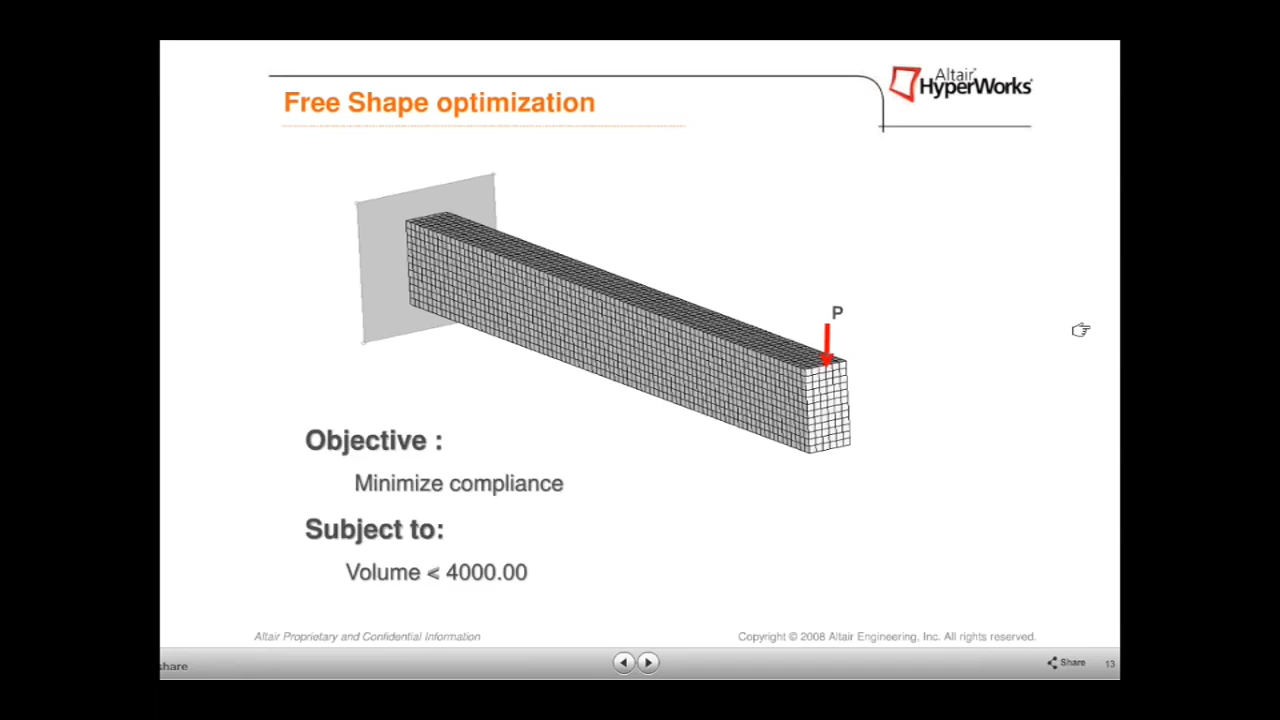 Altair
HyperWorks
Free Shape optimization
P
Objective :
Minimize compliance
Subject to:
Volume < 4000.00
Altair Proprietary and Confidential Information
Copyright © 2008 Altair Engineering, Inc. All rights reserved.
share
Share
13